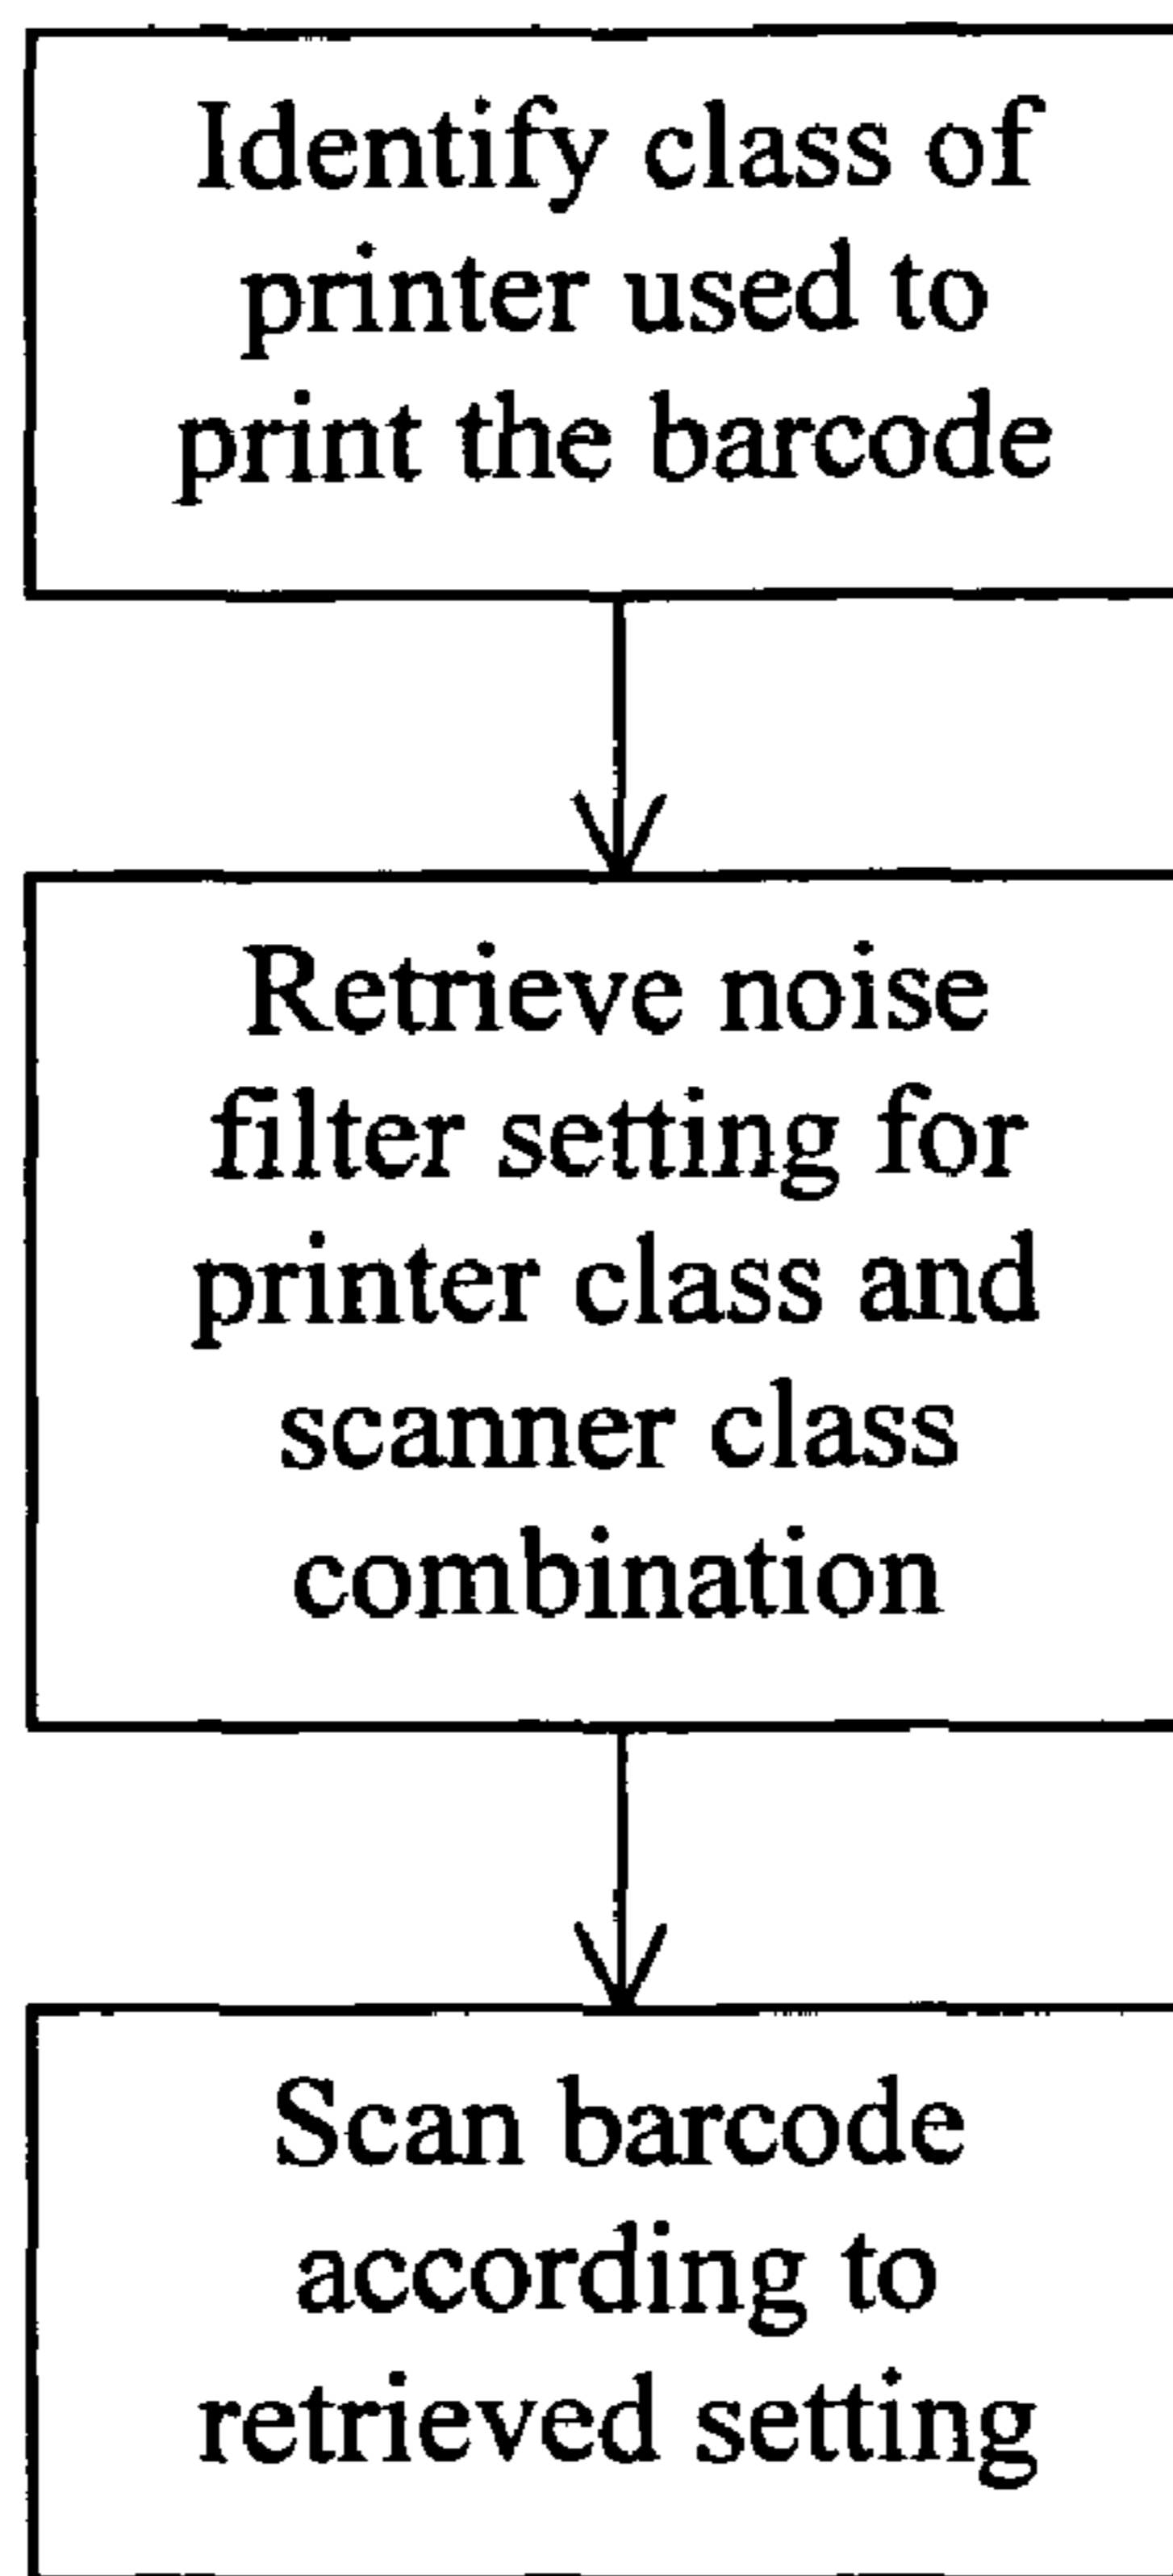 Identify class of
printer used to
print the barcode
Retrieve noise
filter setting for
printer class and
scanner class
combination
Scan barcode
according to
retrieved setting